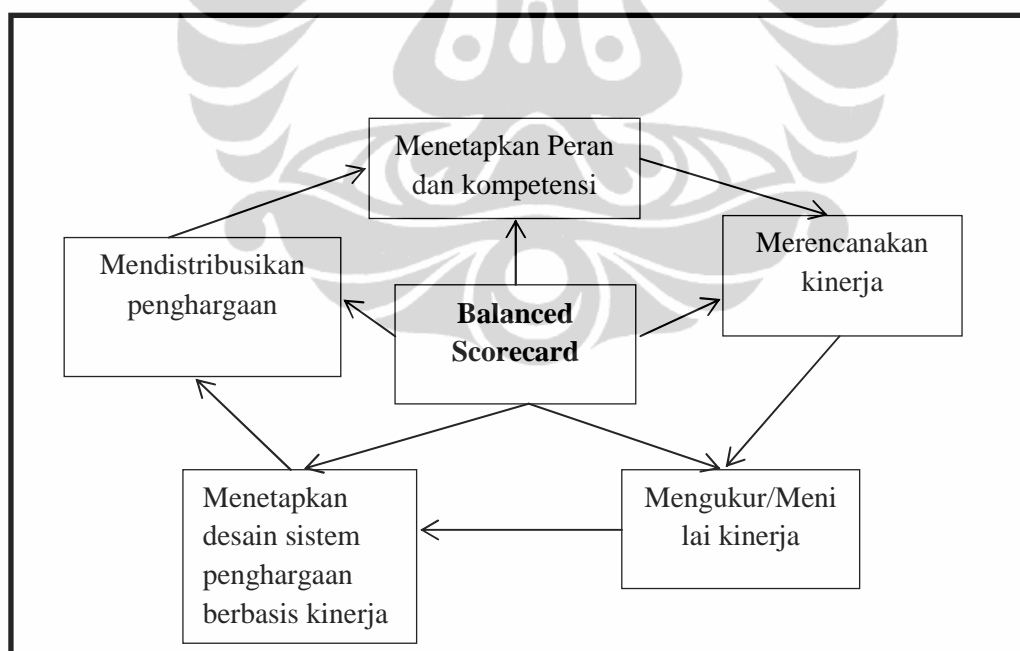 Menetapkan Peran
dan kompetensi
Merencanakan
kinerja
Mendistribusikan
penghargaan
Balanced
Scorecard
Menetapkan
desain sistem
penghargaan
berbasis kinerja
Mengukur/Meni
lai kinerja